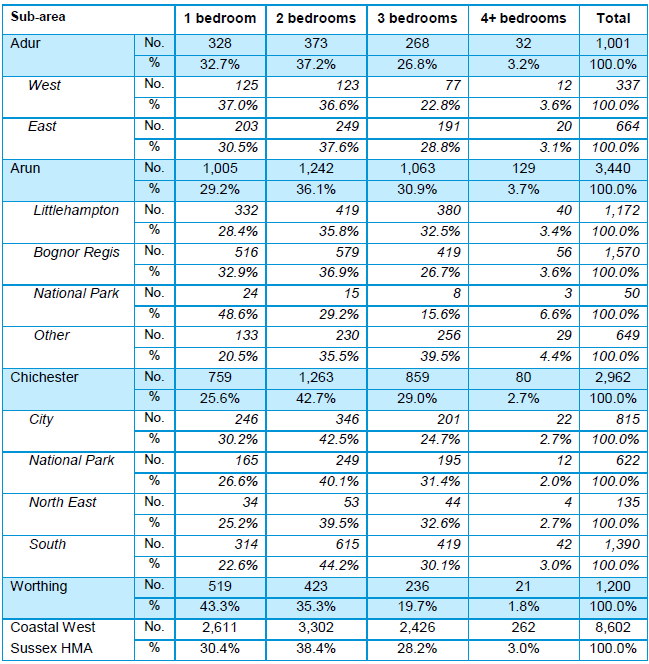 Sub-area 1 bedroom 2 bedrooms 3 bedrooms 4+ bedrooms Total
Adur No. 328 373 268 32 1,001
% 32.7% 37.2% 26.8% 3.2% 100.0%
West No. 125 123 77 12 337
% 37.0% 36.6% 22.8% 3.6% 100.0%
East No. 203 249 191 20 664
% 30.5% 37.6% 28.8% 3.1% 100.0%
Arun No. 1,005 1,242 1,063 129 3,440
% 29.2% 36.1% 30.9% 3.7% 100.0%
Littlehampton No. 332 419 380 40 1,172
% 28.4% 35.8% 32.5% 3.4% 100.0%
Bognor Regis No. 516 579 419 56 1,570
% 32.9% 36.9% 26.7% 3.6% 100.0%
National Park No. 24 15 8 3 50
% 48.6% 29.2% 15.6% 6.6% 100.0%
Other No. 133 230 256 29 649
% 20.5% 35.5% 39.5% 4.4% 100.0%
Chichester No. 759 1,263 859 80 2,962
% 25.6% 42.7% 29.0% 2.7% 100.0%
City No. 246 346 201 22 815
% 30.2% 42.5% 24.7% 2.7% 100.0%
National Park No. 165 249 195 12 622
% 26.6% 40.1% 31.4% 2.0% 100.0%
North East No. 34 53 44 4 135
% 25.2% 39.5% 32.6% 2.7% 100.0%
South No. 314 615 419 42 1,390
% 22.6% 44.2% 30.1% 3.0% 100.0%
Worthing No. 519 423 236 21 1,200
% 43.3% 35.3% 19.7% 1.8% 100.0%
Coastal West No. 2,611 3,302 2,426 262 8,602
Sussex HMA % 30.4% 38.4% 28.2% 3.0% 100.0%